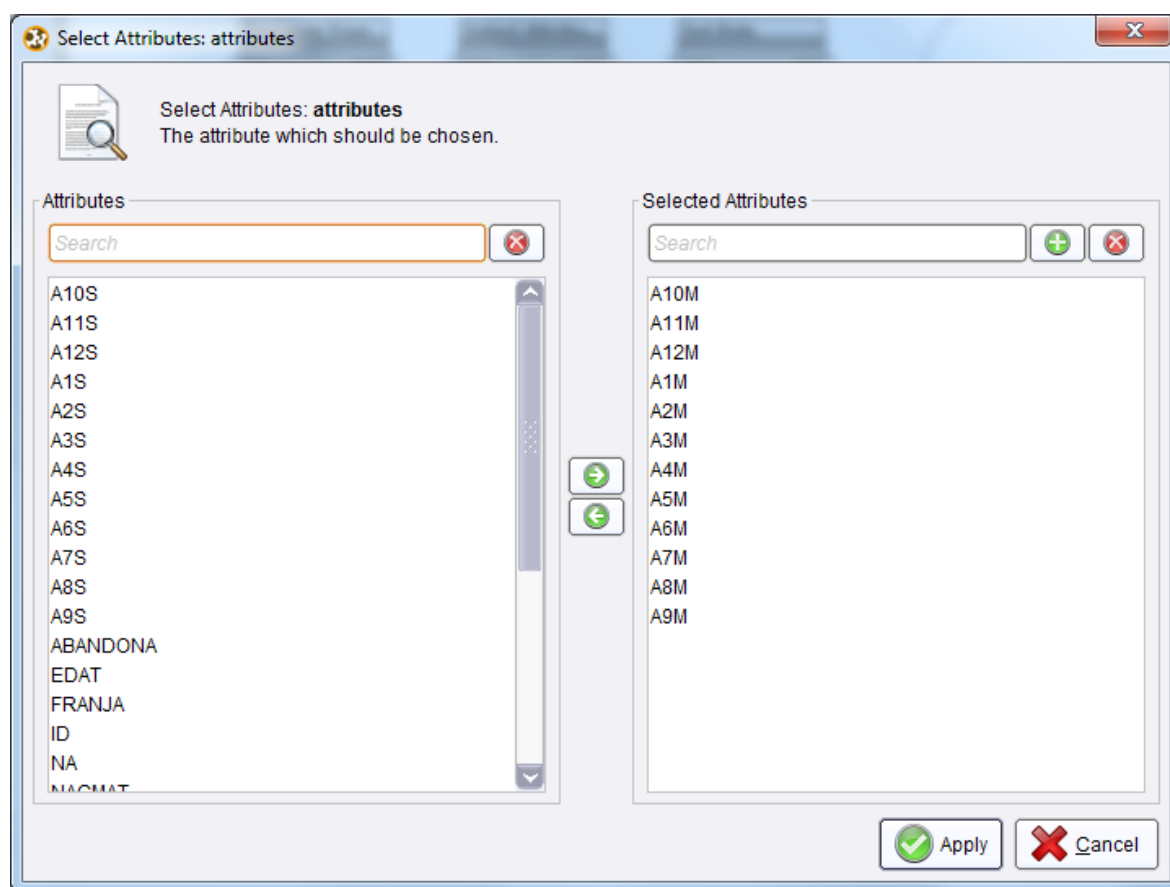 Select Attributes: attributes
Select Attributes: attributes
The attribute which should be chosen.
Attributes
Search
A10S
A11S
A12S
A1S
A2S
A3S
A4S
A5S
A6S
A7S
A8S
A9S
ABANDONA
EDAT
FRANJA
ID
NA
NACMAT
Selected Attributes
Search
A10M
A11M
A12M
A1M
A2M
A3M
A4M
A5M
A6M
A7M
A8M
A9M
Apply
Cancel